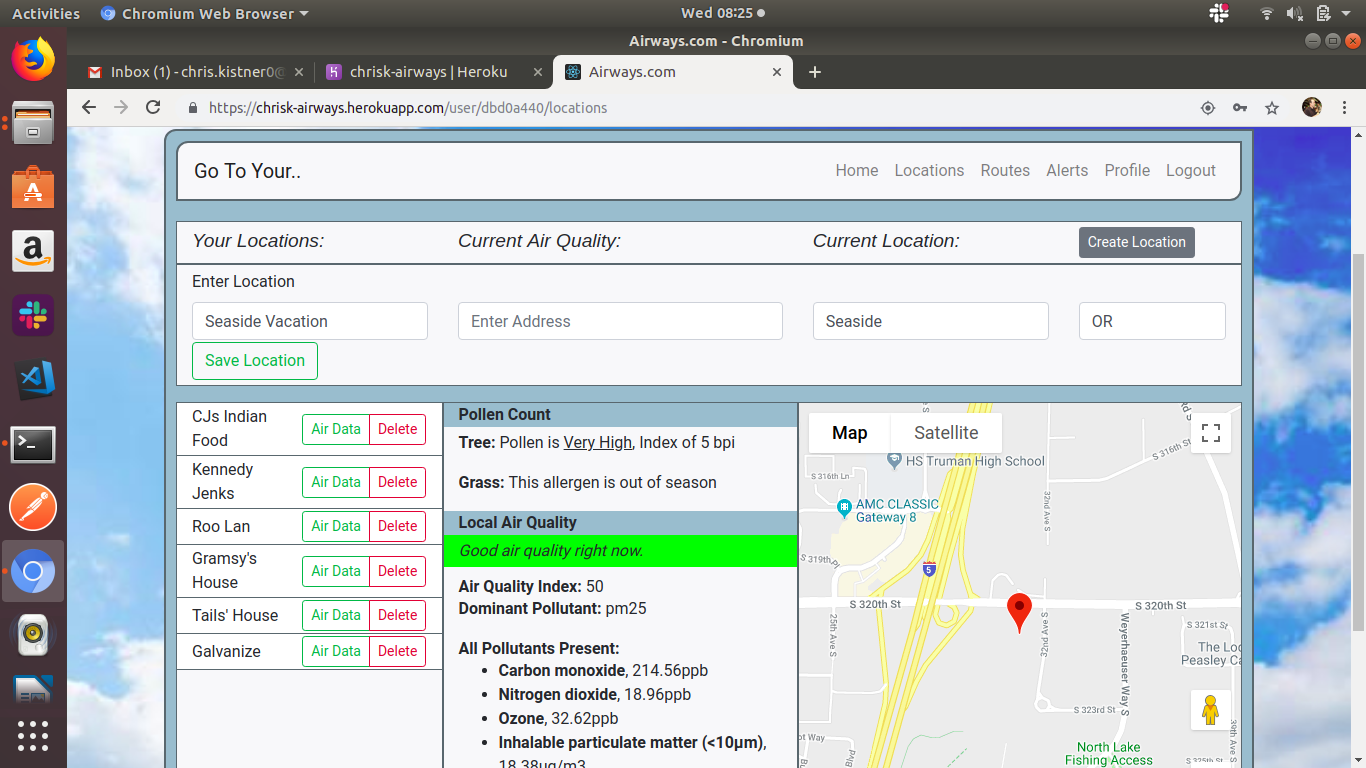 Activities
Chromium Web Browser
Wed 08:25
Airways.com - Chromium
Inbox (1) - chris.kistner0@
chrisk-airways | Heroku
Airways.com
https://chrisk-airways.herokuapp.com/user/dbd0a440/locations
Go To Your..
Home Locations Routes Alerts Profile Logout
Your Locations: Current Air Quality: Current Location: Create Location
Enter Location
Seaside Vacation Enter Address Seaside OR
Save Location
CJs Indian
Food
Air Data Delete
Kennedy
Jenks
Air Data Delete
Roo Lan Air Data Delete
Gramsy's
House
Air Data Delete
Tails' House Air Data Delete
Galvanize Air Data Delete
Pollen Count
Tree: Pollen is Very High, Index of 5 bpi
Grass: This allergen is out of season
Local Air Quality
Good air quality right now.
Air Quality Index: 50
Dominant Pollutant: pm25
All Pollutants Present:
• Carbon monoxide, 214.56ppb
• Nitrogen dioxide, 18.96ppb
• Ozone, 32.62ppb
• Inhalable particulate matter (<10µm),
18.38ug/m3
Map Satellite
HS Truman High School
S 316th St
S 316th Ln
AMC CLASSIC
Gateway 8
32nd Ave S
S 319th Pl
5
S 320th St
S 320th St
25th Ave S
32nd Ave S
Weyerhaeuser Way S
S 321st St
The Loc
Peasley Ca
S 323rd St
North Lake
Fishing Access
39th Ave S
S 325th St